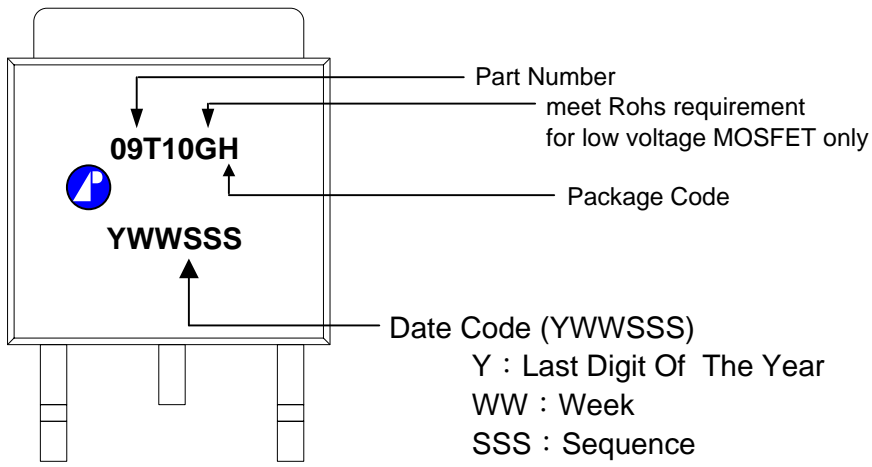 Part Number
meet Rohs requirement
for low voltage MOSFET only
09T10GH
Package Code
YWWSSS
Date Code (YWWSSS)
Y：Last Digit Of The Year
WW：Week
SSS：Sequence